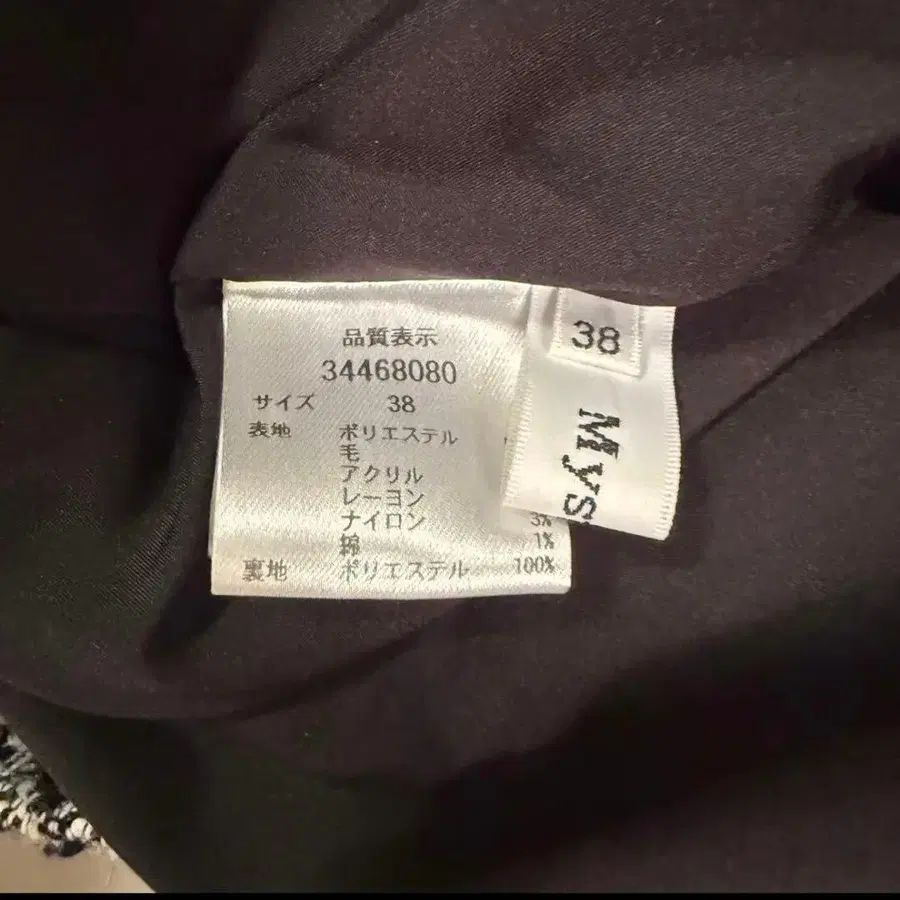 品質表示
34468080
サイズ 38
表地 ポリエステル
毛
アクリル
レーヨン
ナイロン 3%
綿 1%
裏地 ポリエステル 100%
38
Mys